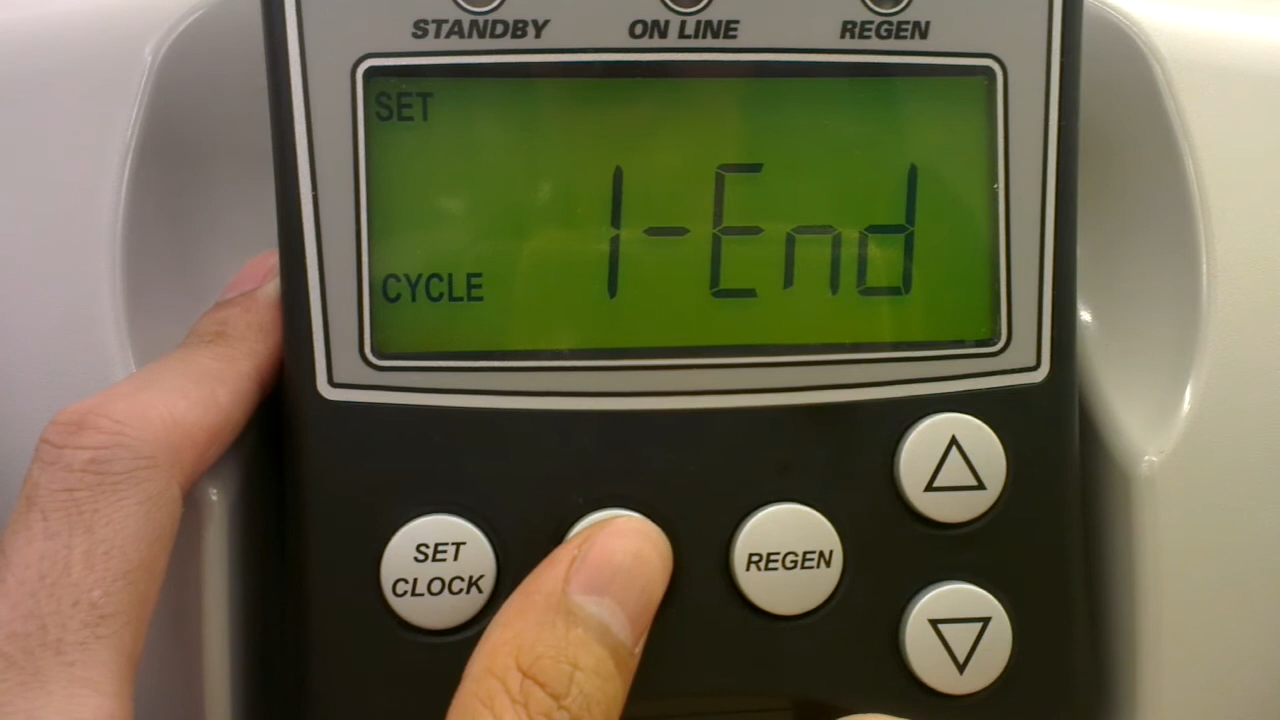 STANDBY ON LINE REGEN
SET
1-End
CYCLE
SET
CLOCK
REGEN